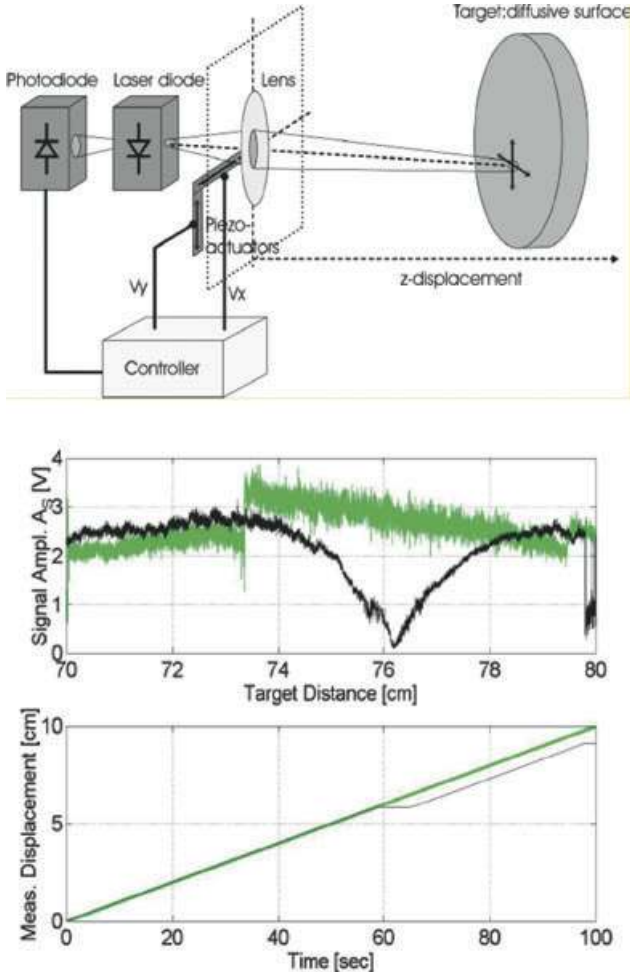 Target:diffusive surface
Photodiode Laser diode Lens
Piezo-
actuators
Vy Vx
z-displacement
Controller
Signal Ampl. AS [V]
4
3
2
1
0
70 72 74 76 78 80
Target Distance [cm]
Meas. Displacement [cm]
10
5
0
0 20 40 60 80 100
Time [sec]